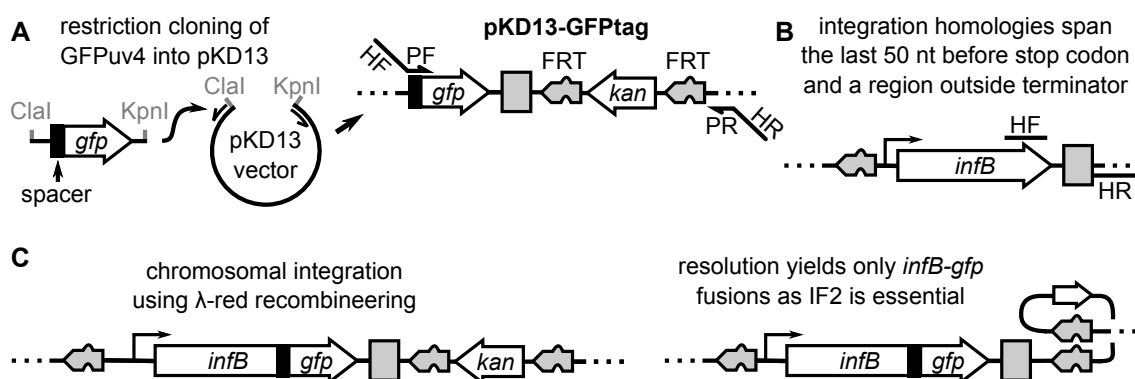 A
restriction cloning of
GFPuv4 into pKD13
ClaI
KpnI
gfp
spacer
ClaI
KpnI
pKD13
vector
pKD13-GFPtag
HF
PF
gfp
FRT
kan
FRT
PR
HR
B
integration homologies span
the last 50 nt before stop codon
and a region outside terminator
HF
infB
HR
C
chromosomal integration
using λ-red recombineering
infB
gfp
kan
resolution yields only infB-gfp
fusions as IF2 is essential
infB
gfp